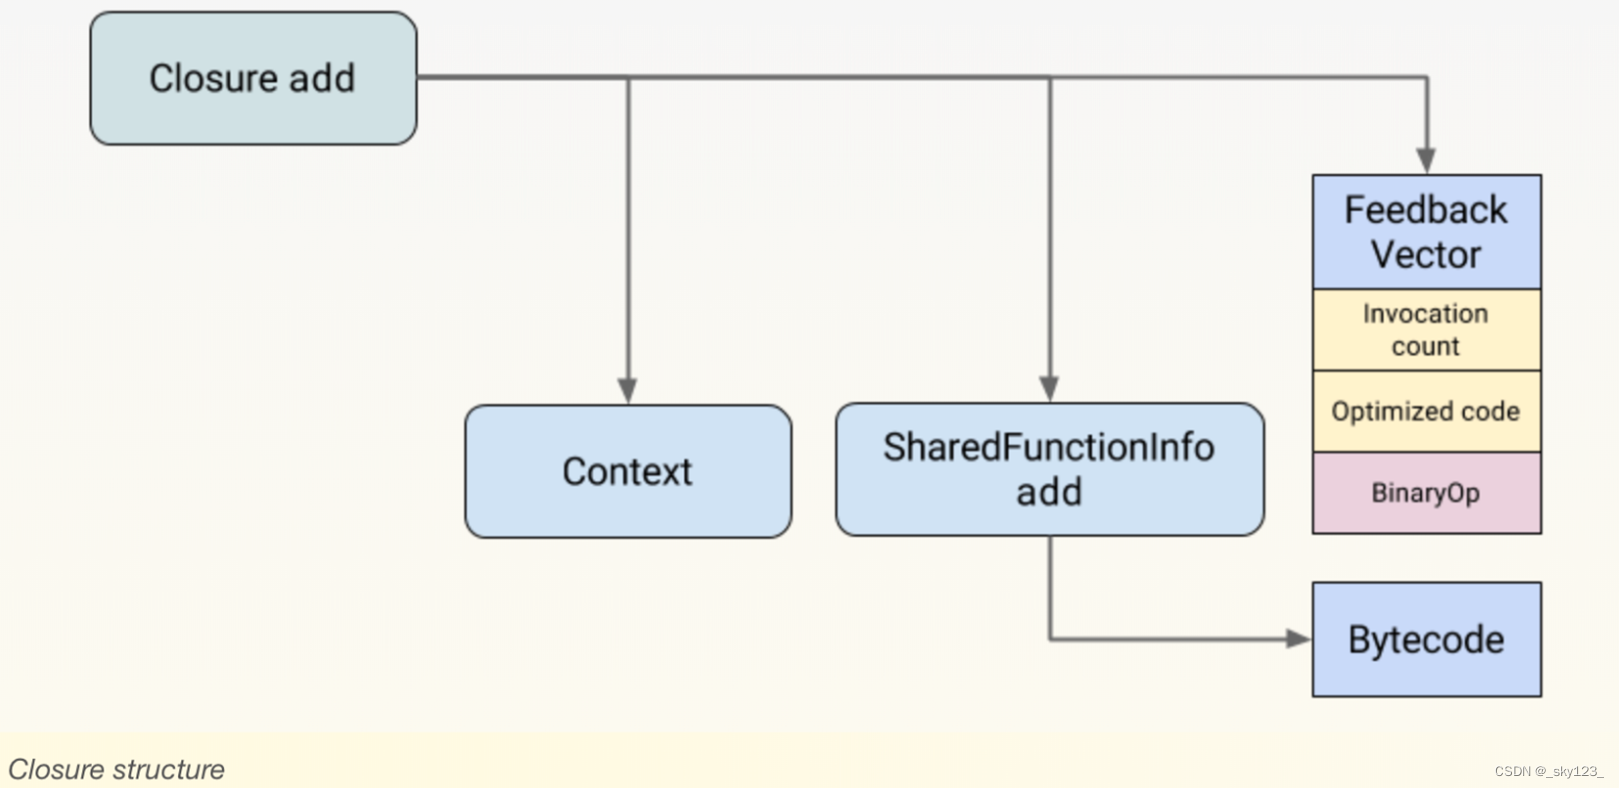 Closure add
Feedback
Vector
Invocation
count
Optimized code
BinaryOp
Context
SharedFunctionInfo
add
Bytecode
Closure structure
CSDN @_sky123_